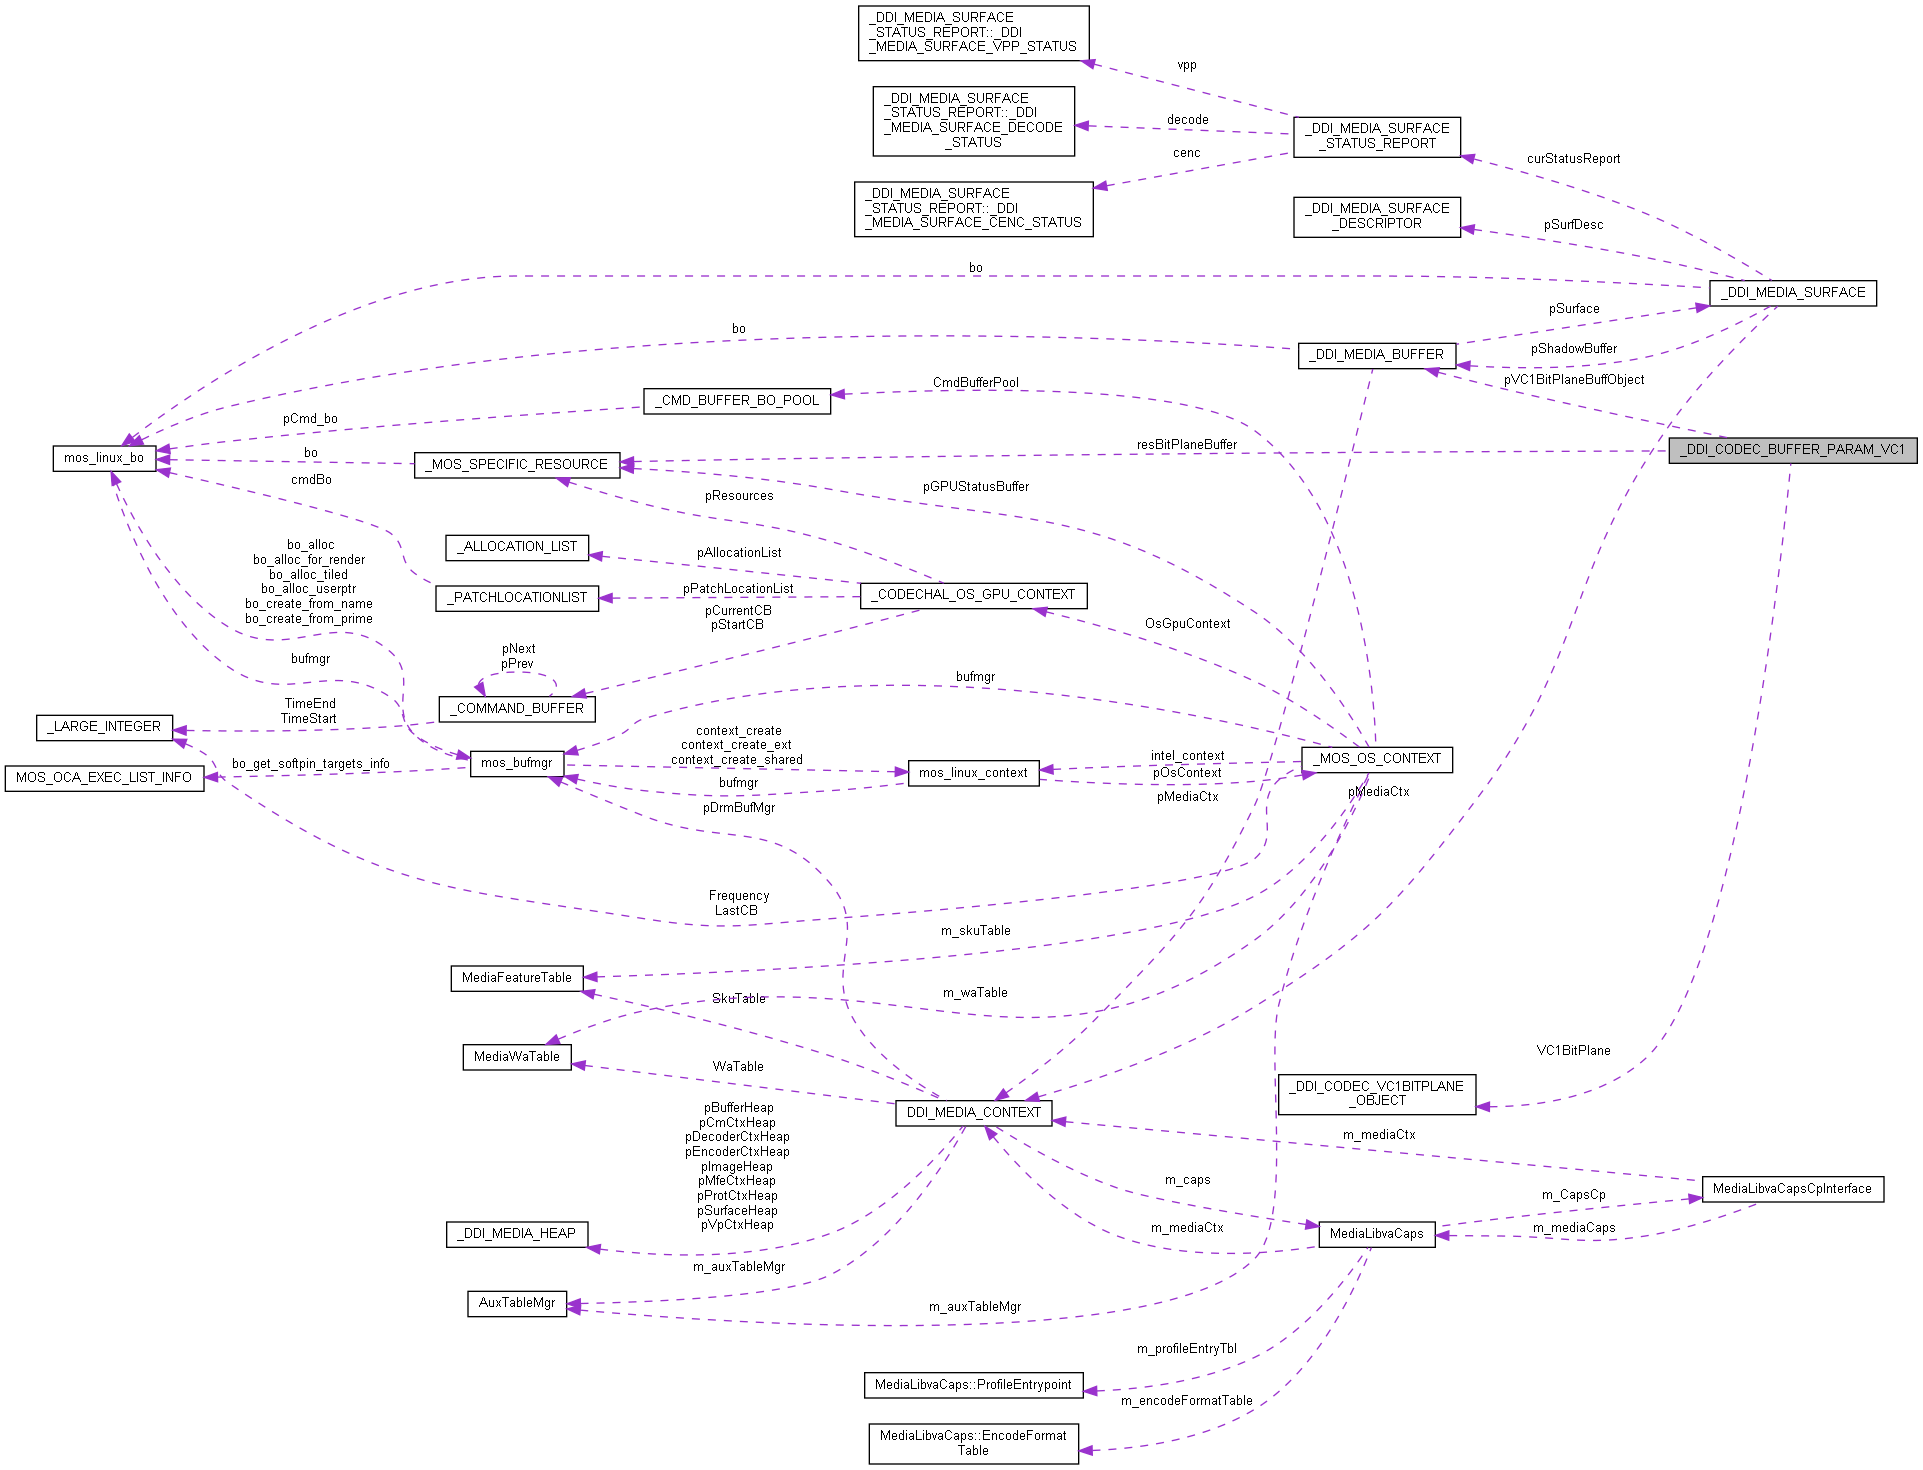 _DDI_MEDIA_SURFACE
_STATUS_REPORT::_DDI
_MEDIA_SURFACE_VPP_STATUS
vpp
_DDI_MEDIA_SURFACE
_STATUS_REPORT::_DDI
_MEDIA_SURFACE_DECODE
_STATUS
decode
_DDI_MEDIA_SURFACE
_STATUS_REPORT
cenc
curStatusReport
_DDI_MEDIA_SURFACE
_STATUS_REPORT::_DDI
_MEDIA_SURFACE_CENC_STATUS
_DDI_MEDIA_SURFACE
_DESCRIPTOR
pSurfDesc
bo
_DDI_MEDIA_SURFACE
pSurface
bo
pShadowBuffer
_DDI_MEDIA_BUFFER
CmdBufferPool
pVC1BitPlaneBuffObject
_CMD_BUFFER_BO_POOL
pCmd_bo
resBitPlaneBuffer
_DDI_CODEC_BUFFER_PARAM_VC1
mos_linux_bo
bo
_MOS_SPECIFIC_RESOURCE
cmdBo
pGPUStatusBuffer
pResources
bo_alloc
bo_alloc_for_render
bo_alloc_tiled
bo_alloc_userptr
bo_create_from_name
bo_create_from_prime
_ALLOCATION_LIST
pAllocationList
_PATCHLOCATIONLIST
pPatchLocationList
_CODECHAL_OS_GPU_CONTEXT
pCurrentCB
pStartCB
OsGpuContext
bufmgr
pNext
pPrev
bufmgr
TimeEnd
TimeStart
_COMMAND_BUFFER
_LARGE_INTEGER
context_create
context_create_ext
context_create_shared
intel_context
_MOS_OS_CONTEXT
MOS_OCA_EXEC_LIST_INFO
bo_get_softpin_targets_info
mos_bufmgr
mos_linux_context
pOsContext
bufmgr
pMediaCtx
pMediaCtx
pDrmBufMgr
Frequency
LastCB
m_skuTable
MediaFeatureTable
SkuTable
m_waTable
MediaWaTable
WaTable
VC1BitPlane
_DDI_CODEC_VC1BITPLANE
_OBJECT
DDI_MEDIA_CONTEXT
pBufferHeap
pCmCtxHeap
pDecoderCtxHeap
pEncoderCtxHeap
pImageHeap
pMfeCtxHeap
pProtCtxHeap
pSurfaceHeap
pVpCtxHeap
m_mediaCtx
m_caps
m_CapsCp
MediaLibvaCapsCpInterface
_DDI_MEDIA_HEAP
m_mediaCtx
MediaLibvaCaps
m_mediaCaps
m_auxTableMgr
AuxTableMgr
m_auxTableMgr
m_profileEntryTbl
MediaLibvaCaps::ProfileEntrypoint
m_encodeFormatTable
MediaLibvaCaps::EncodeFormat
Table